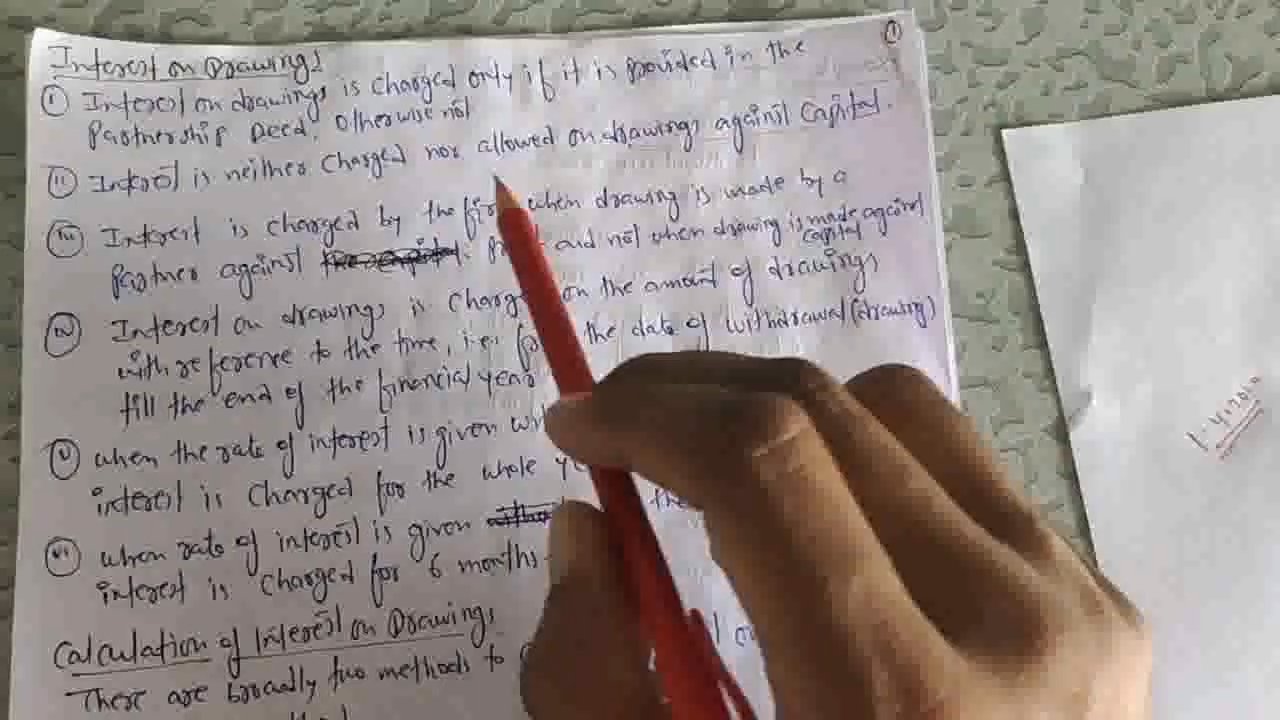 ①
Interest on Drawings
① Interest on drawings is charged only if it is provided in the
Partnership Deed, Otherwise not
ⅱ Interest is neither charged nor allowed on drawings against Capital.
ⅲ Interest is charged by the when drawing is made by a
Partner against and not when drawing is made against
capital
ⅳ Interest on drawings is on the amount of drawings
with reference to the time, i.e., the date of withdrawal (drawing)
till the end of the financial year
ⅴ when the rate of interest is given
interest is charged for the whole
ⅵ when rate of interest is given
interest is charged for 6 months
Calculation of Interest on Drawings
There are broadly two methods to